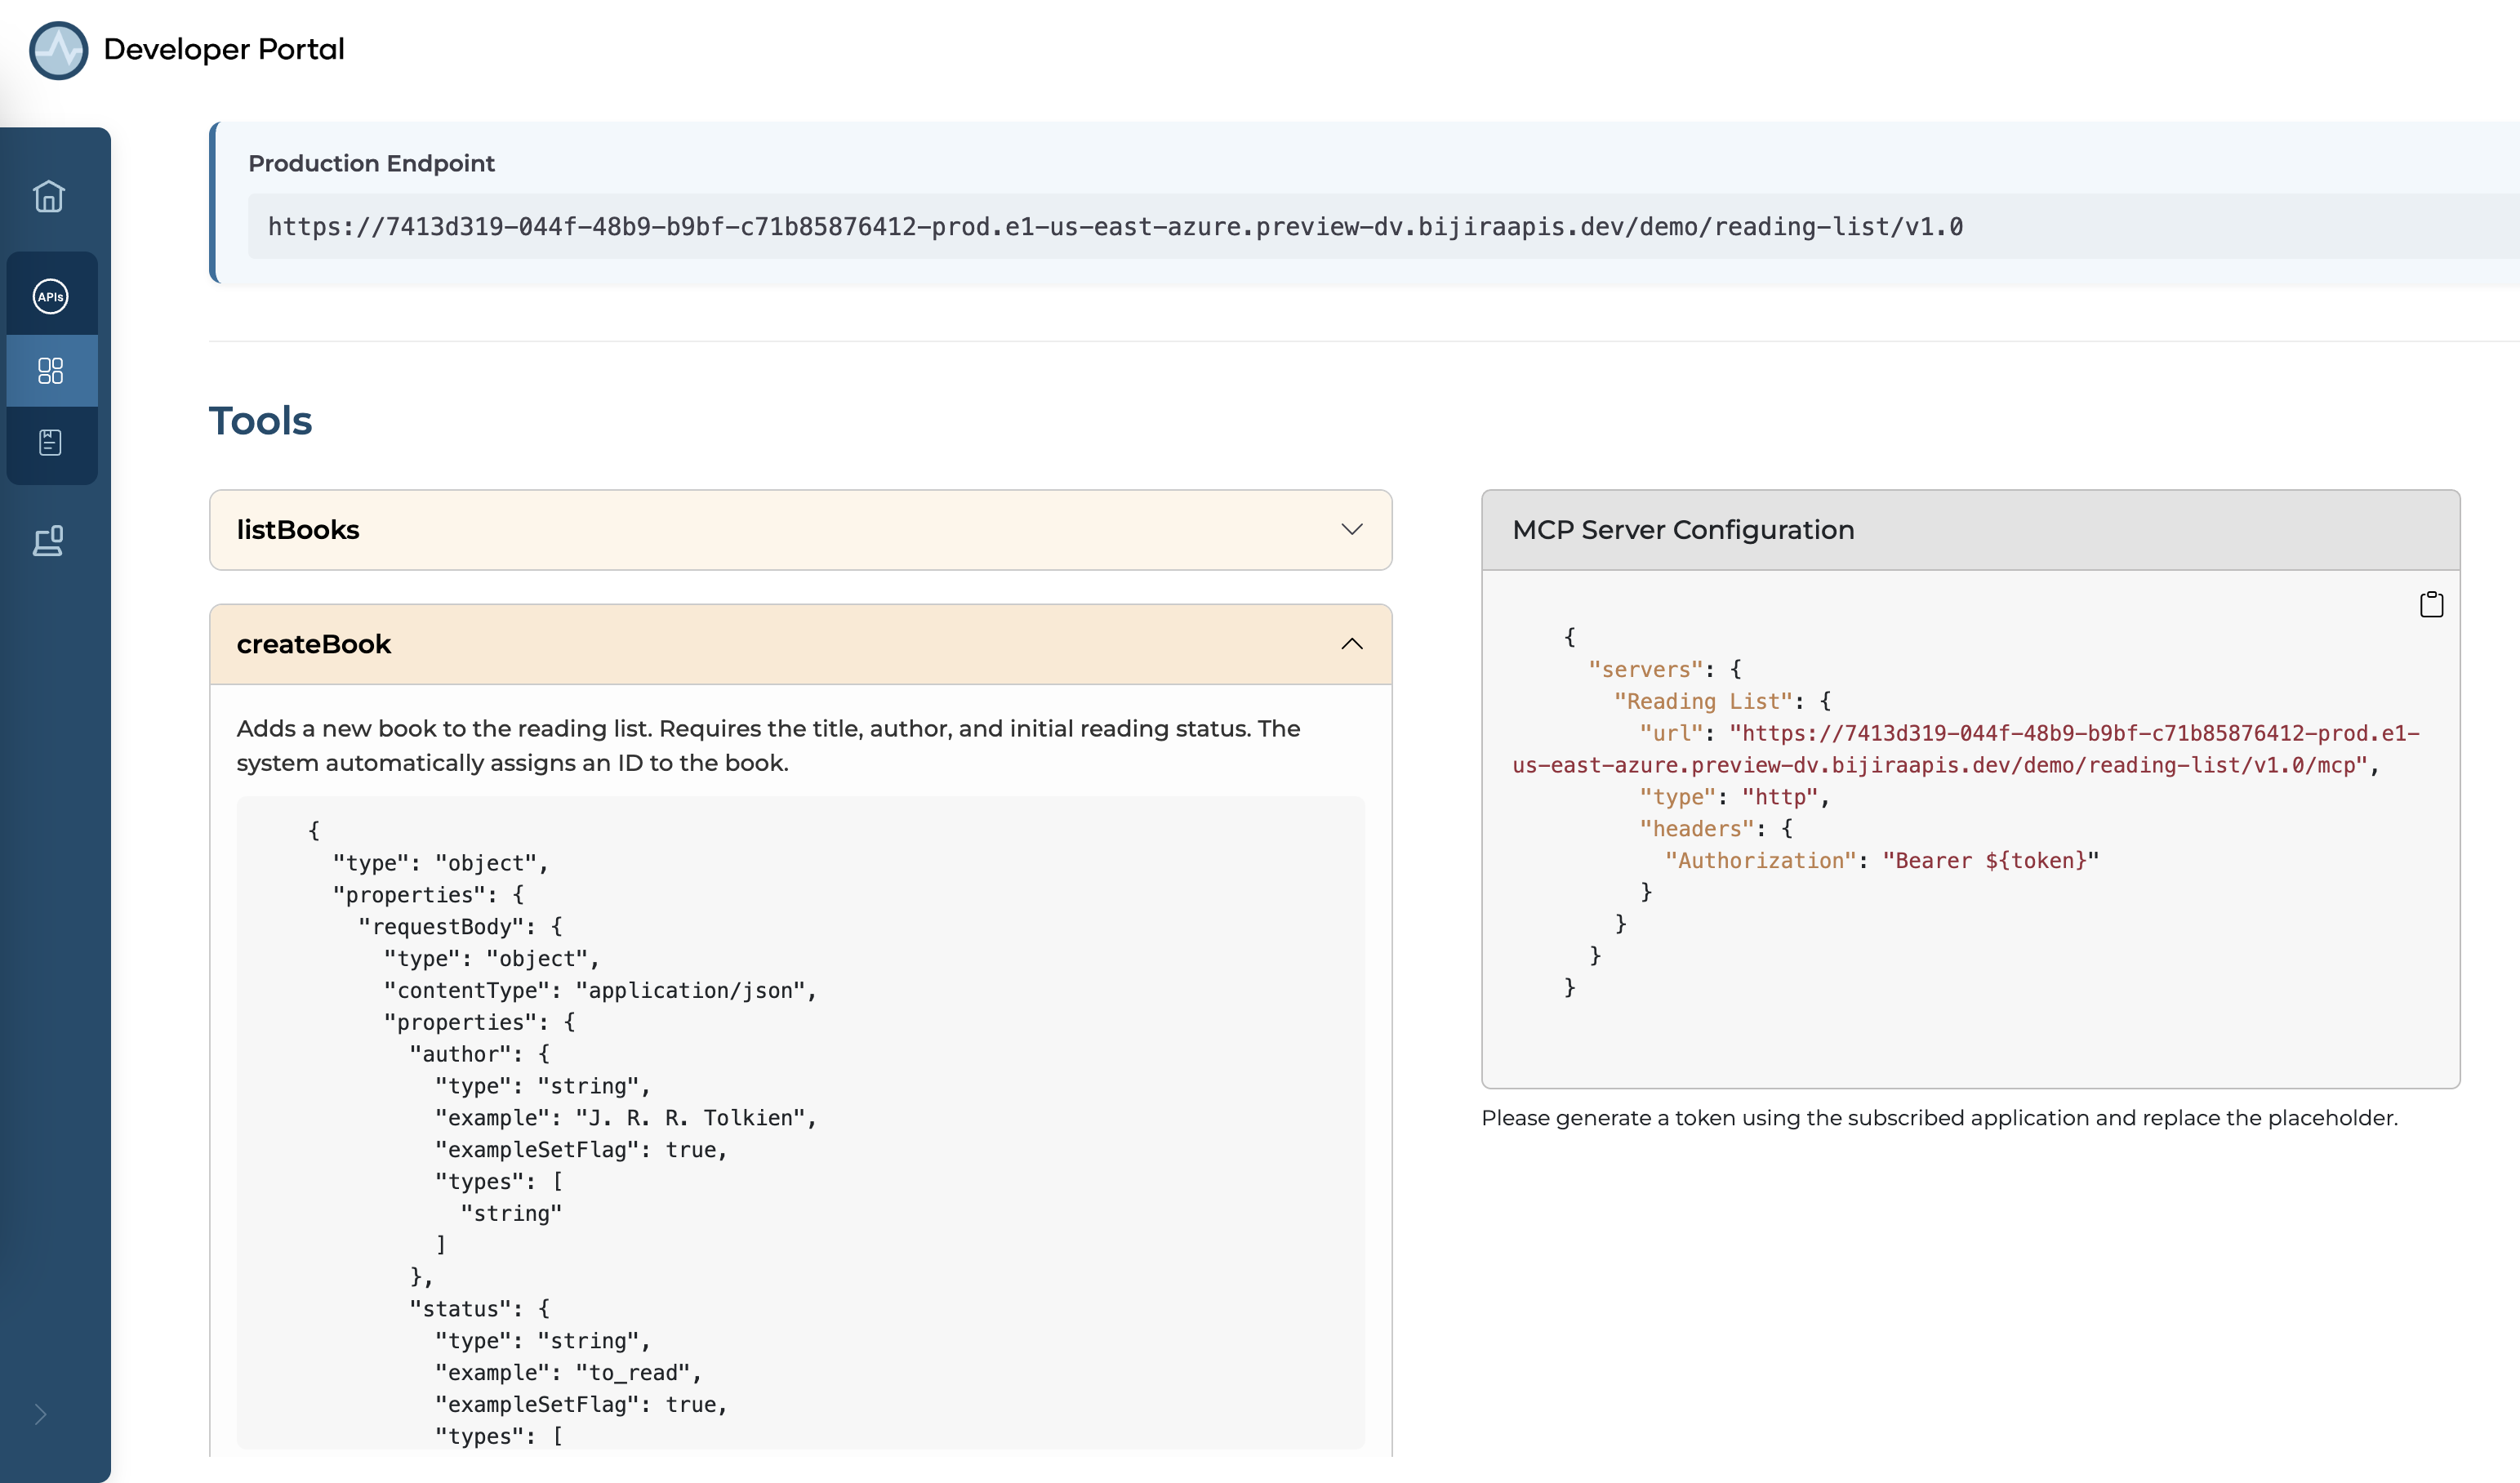 Developer Portal
Production Endpoint
https://7413d319-044f-48b9-b9bf-c71b85876412-prod.e1-us-east-azure.preview-dv.bijiraapis.dev/demo/reading-list/v1.0
APIs
Tools
listBooks
createBook
Adds a new book to the reading list. Requires the title, author, and initial reading status. The
system automatically assigns an ID to the book.
{
"type": "object",
"properties": {
"requestBody": {
"type": "object",
"contentType": "application/json",
"properties": {
"author": {
"type": "string",
"example": "J. R. R. Tolkien",
"exampleSetFlag": true,
"types": [
"string"
]
},
"status": {
"type": "string",
"example": "to_read",
"exampleSetFlag": true,
"types": [
MCP Server Configuration
{
"servers": {
"Reading List": {
"url": "https://7413d319-044f-48b9-b9bf-c71b85876412-prod.e1-
us-east-azure.preview-dv.bijiraapis.dev/demo/reading-list/v1.0/mcp",
"type": "http",
"headers": {
"Authorization": "Bearer ${token}"
}
}
}
}
Please generate a token using the subscribed application and replace the placeholder.